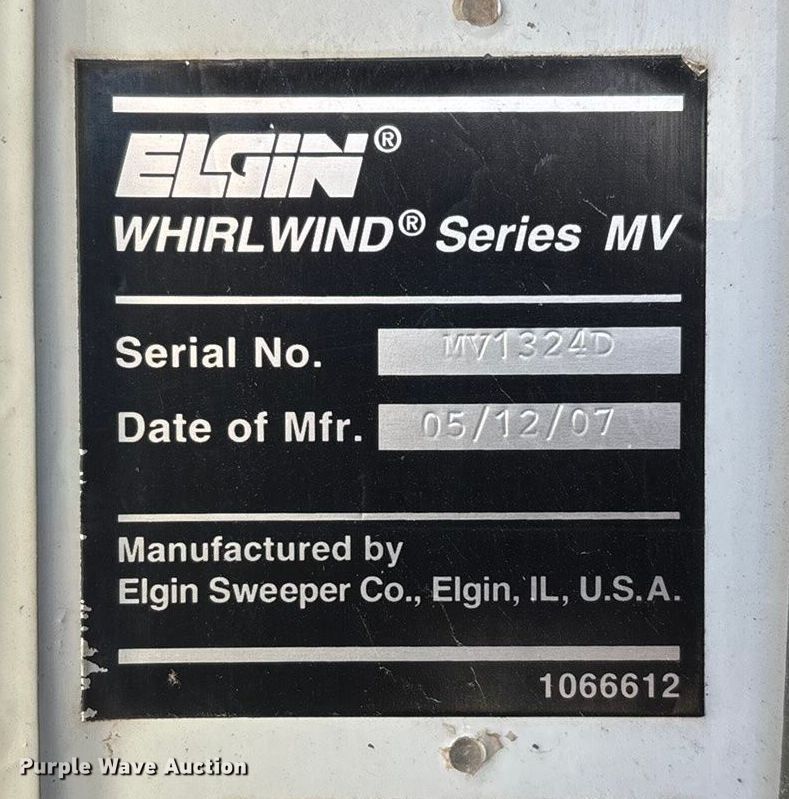 ELGIN®
WHIRLWIND® Series MV
Serial No. MV1324D
Date of Mfr. 05/12/07
Manufactured by
Elgin Sweeper Co., Elgin, IL, U.S.A.
1066612
Purple Wave Auction